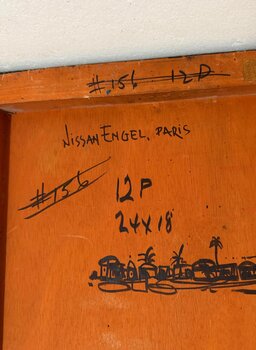 #156 12P
NISSAN ENGEL, PARIS
#156
12P
24X18